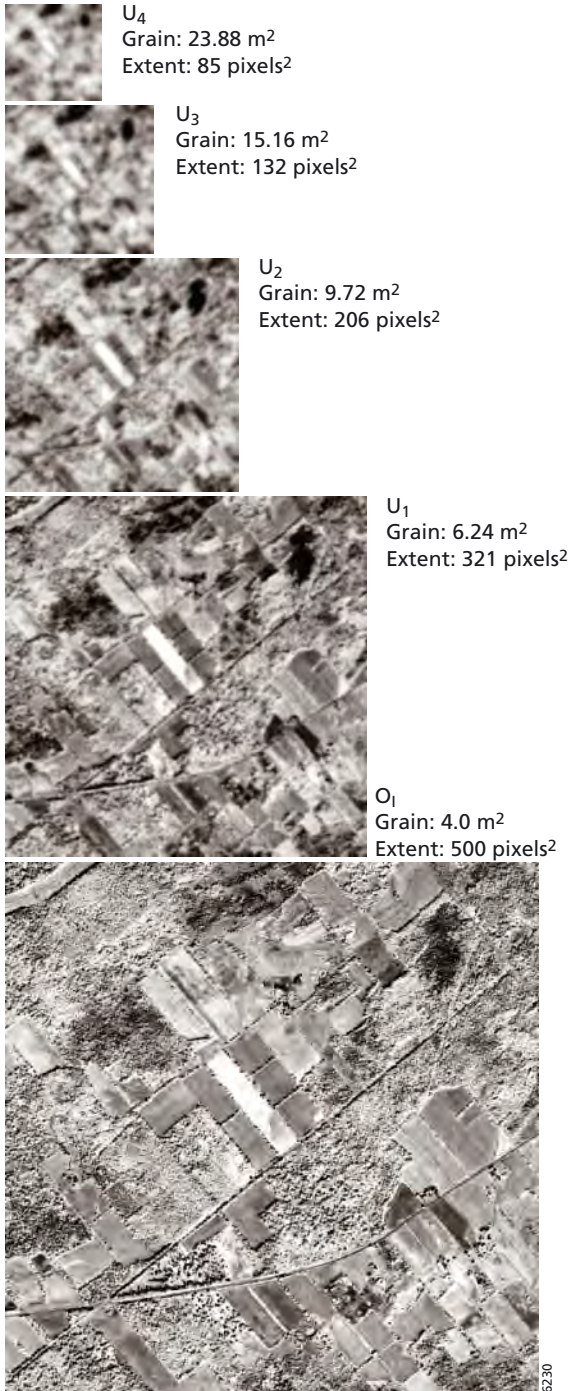 U₄
Grain: 23.88 m²
Extent: 85 pixels²
U₃
Grain: 15.16 m²
Extent: 132 pixels²
U₂
Grain: 9.72 m²
Extent: 206 pixels²
U₁
Grain: 6.24 m²
Extent: 321 pixels²
O_I
Grain: 4.0 m²
Extent: 500 pixels²
6230